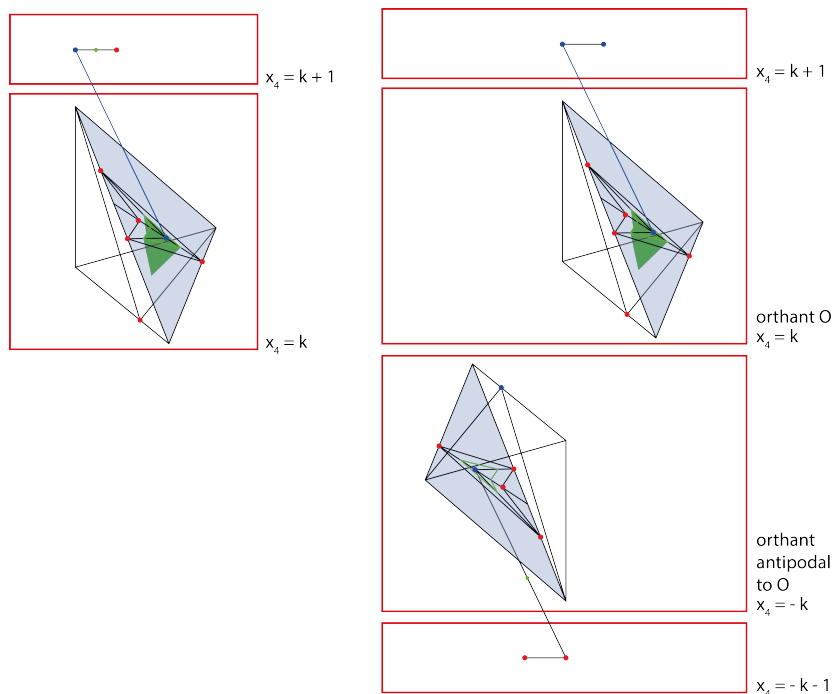 x₄ = k + 1
x₄ = k
x₄ = k + 1
orthant O
x₄ = k
orthant
antipodal
to O
x₄ = - k
x₄ = - k - 1